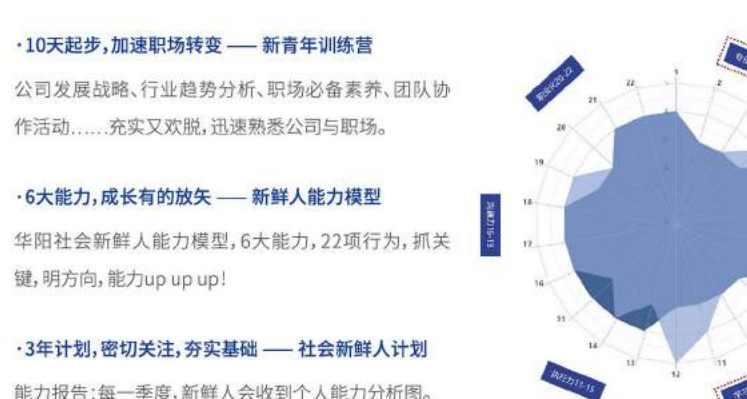 ·10天起步,加速职场转变 —— 新青年训练营
公司发展战略、行业趋势分析、职场必备素养、团队协
作活动......充实又欢脱,迅速熟悉公司与职场。
·6大能力,成长有的放矢 —— 新鲜人能力模型
华阳社会新鲜人能力模型,6大能力,22项行为,抓关
键,明方向,能力up up up!
·3年计划,密切关注,夯实基础 —— 社会新鲜人计划
能力报告:每一季度,新鲜人会收到个人能力分析图。
职业化20-22
执行力11-15
1
2
11
12
13
14
15
16
17
18
19
20
21
22